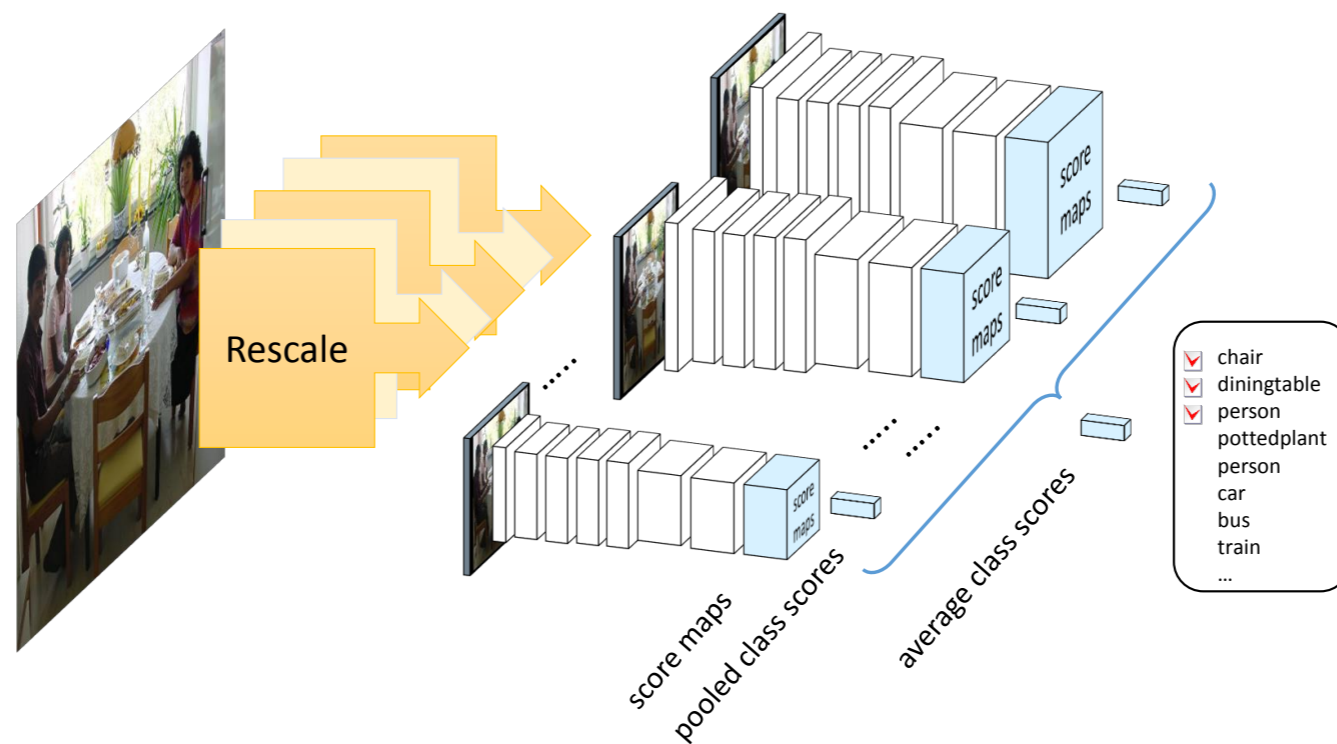 Rescale
score
maps
score
maps
score
maps
score maps
pooled class scores
average class scores
chair
diningtable
person
pottedplant
person
car
bus
train
...